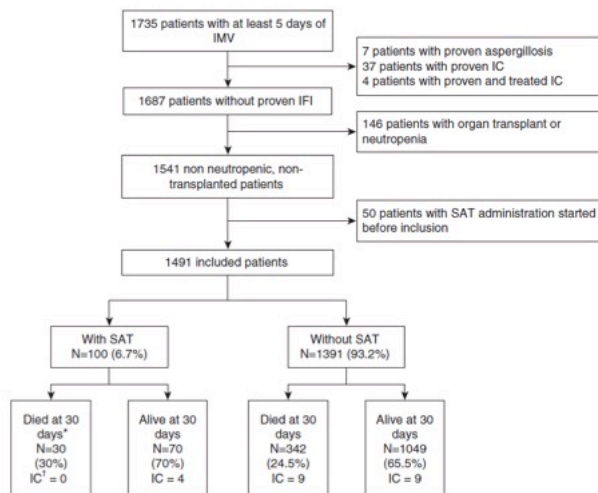 1735 patients with at least 5 days of
IMV
7 patients with proven aspergillosis
37 patients with proven IC
4 patients with proven and treated IC
1687 patients without proven IFI
146 patients with organ transplant or
neutropenia
1541 non neutropenic, non-
transplanted patients
50 patients with SAT administration started
before inclusion
1491 included patients
With SAT
N=100 (6.7%)
Without SAT
N=1391 (93.2%)
Died at 30
days*
N=30
(30%)
IC† = 0
Alive at 30
days
N=70
(70%)
IC = 4
Died at 30
days
N=342
(24.5%)
IC = 9
Alive at 30
days
N=1049
(65.5%)
IC = 9